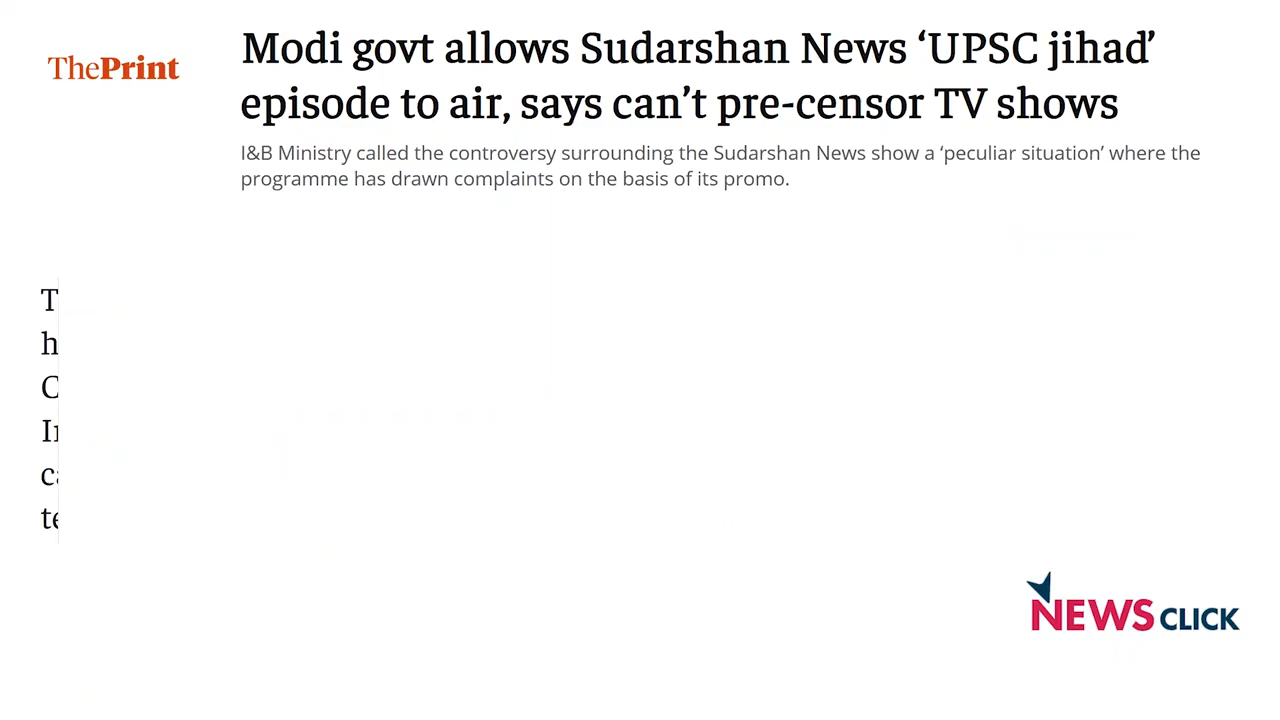 ThePrint
Modi govt allows Sudarshan News ‘UPSC jihad’
episode to air, says can’t pre-censor TV shows
I&B Ministry called the controversy surrounding the Sudarshan News show a ‘peculiar situation’ where the
programme has drawn complaints on the basis of its promo.
NEWS CLICK